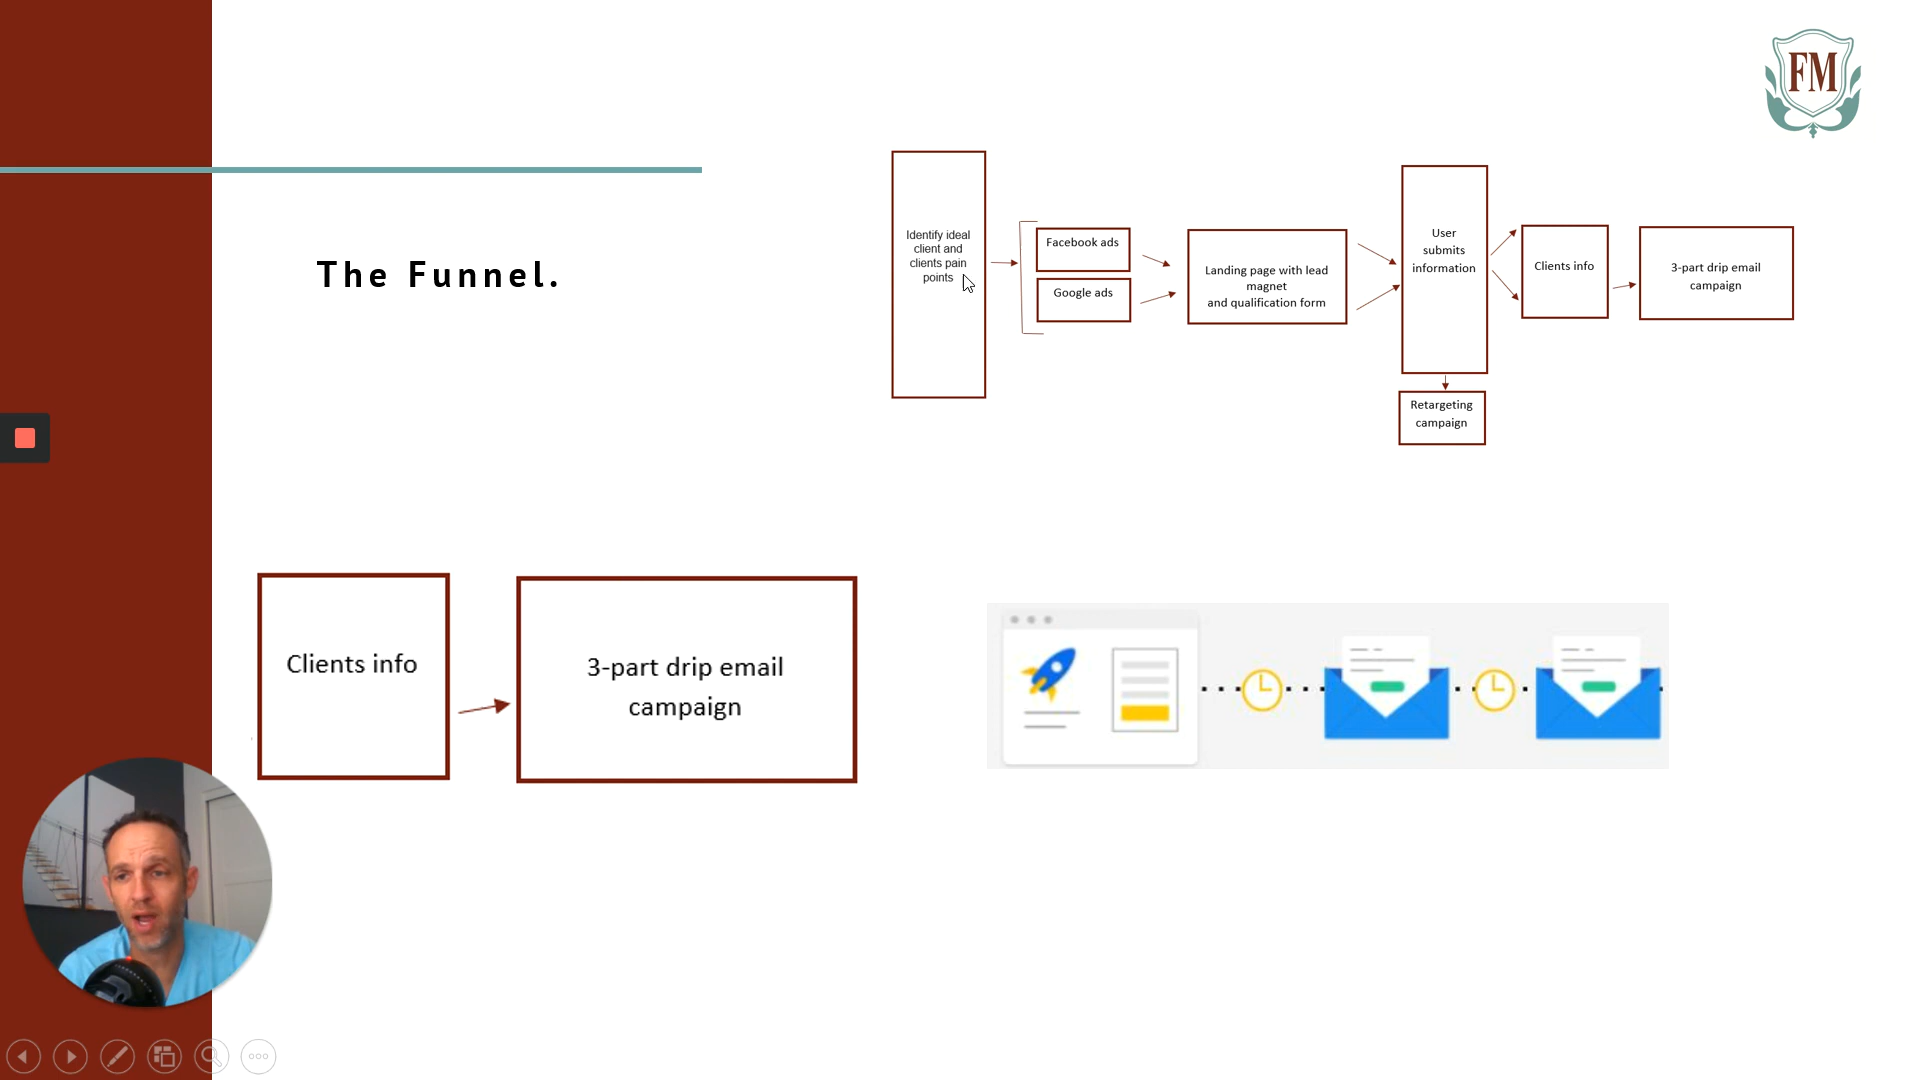 FM
The Funnel.
Identify ideal
client and
clients pain
points
Facebook ads
Google ads
Landing page with lead
magnet
and qualification form
User
submits
information
Retargeting
campaign
Clients info
3-part drip email
campaign
Clients info
3-part drip email
campaign